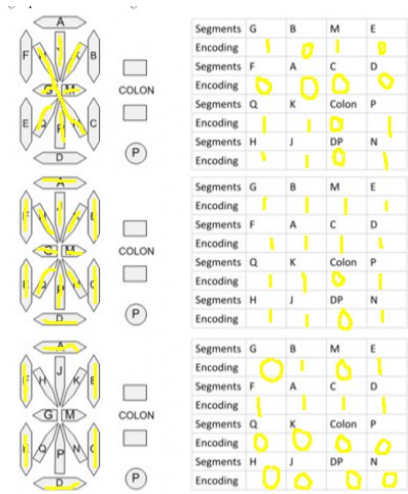 A
F B
G M COLON
E Q P C
D P
Segments G B M E
Encoding 1 0 1 0
Segments F A C D
Encoding 0 0 0 0
Segments Q K Colon P
Encoding 1 1 0 1
Segments H J DP N
Encoding 1 1 0 1
A
G M COLON
P
D P
Segments G B M E
Encoding 1 1 1 1
Segments F A C D
Encoding 1 1 1 1
Segments Q K Colon P
Encoding 1 1 0 1
Segments H J DP N
Encoding 1 1 0 1
A
H J K
G M COLON
Q P N
D P
Segments G B M E
Encoding 0 1 0 1
Segments F A C D
Encoding 1 1 1 1
Segments Q K Colon P
Encoding 0 0 0 0
Segments H J DP N
Encoding 0 0 0 0